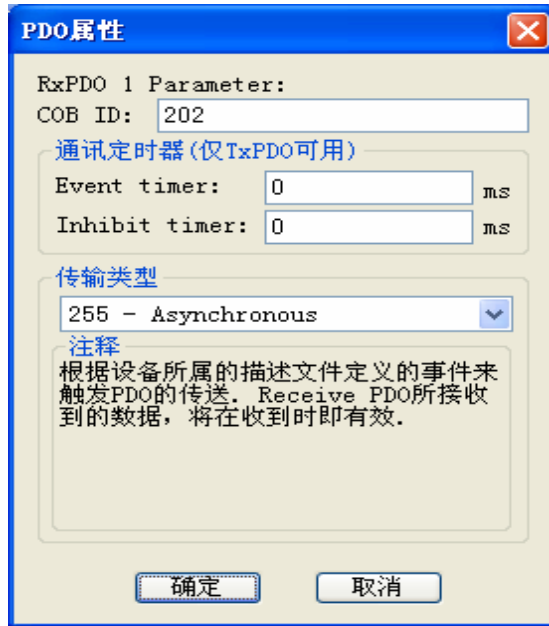 PDO属性
RxPDO 1 Parameter:
COB ID: 202
通讯定时器(仅TxPDO可用)
Event timer: 0 ms
Inhibit timer: 0 ms
传输类型
255 - Asynchronous
注释
根据设备所属的描述文件定义的事件来
触发PDO的传送. Receive PDO所接收
到的数据, 将在收到时即有效.
确定 取消